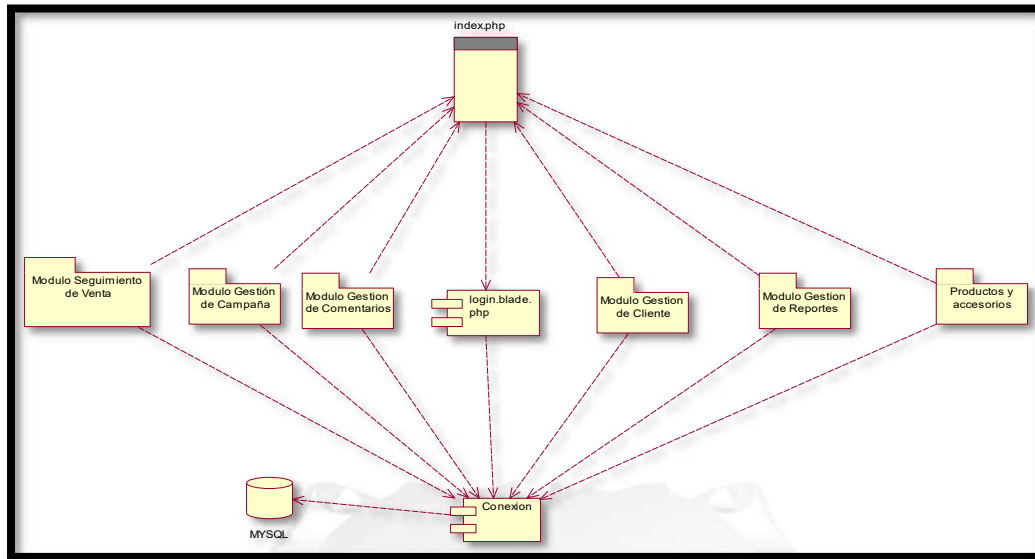 index.php
Modulo Seguimiento
de Venta
Modulo Gestión
de Campaña
Modulo Gestion
de Comentarios
login.blade.
php
Modulo Gestion
de Cliente
Modulo Gestion
de Reportes
Productos y
accesorios
Conexion
MYSQL